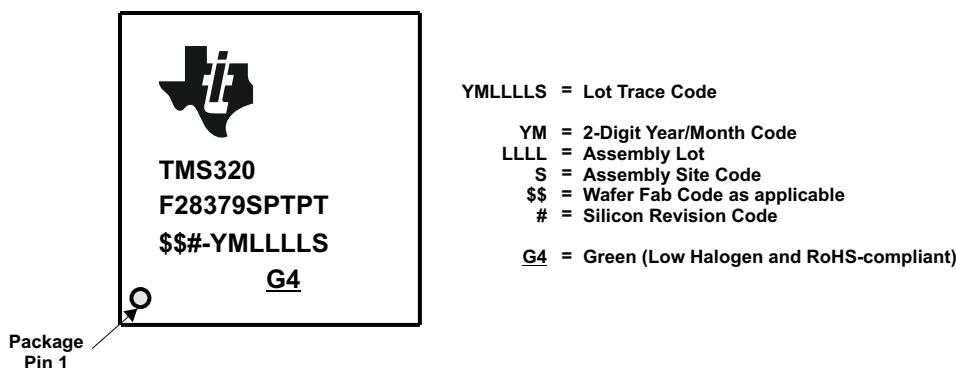 TMS320
F28379SPTPT
$$#-YMLLLLS
G4
Package
Pin 1
YMLLLLS = Lot Trace Code
YM = 2-Digit Year/Month Code
LLLL = Assembly Lot
S = Assembly Site Code
$$ = Wafer Fab Code as applicable
# = Silicon Revision Code
G4 = Green (Low Halogen and RoHS-compliant)